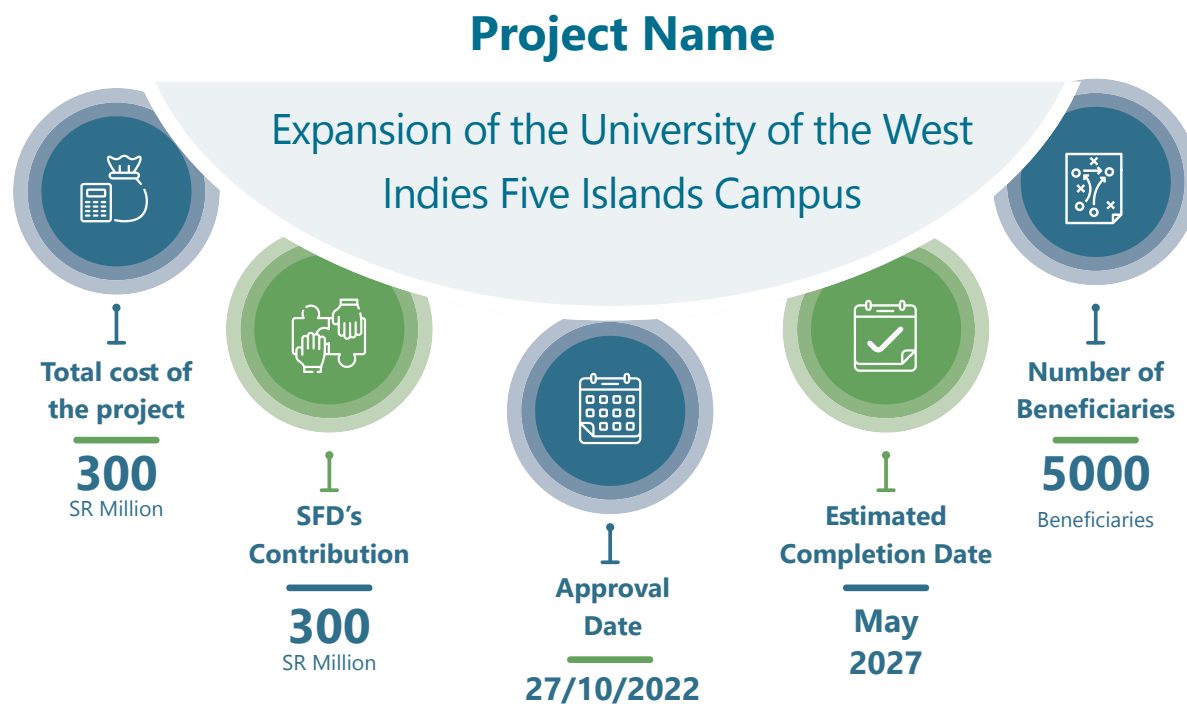 Project Name
Expansion of the University of the West
Indies Five Islands Campus
Total cost of
the project
300
SR Million
SFD’s
Contribution
300
SR Million
Approval
Date
27/10/2022
Estimated
Completion Date
May
2027
Number of
Beneficiaries
5000
Beneficiaries